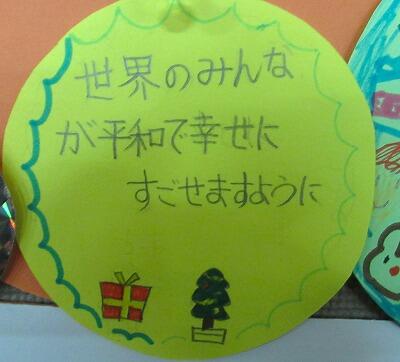 世界のみんな
が平和で幸せに
すごせますように